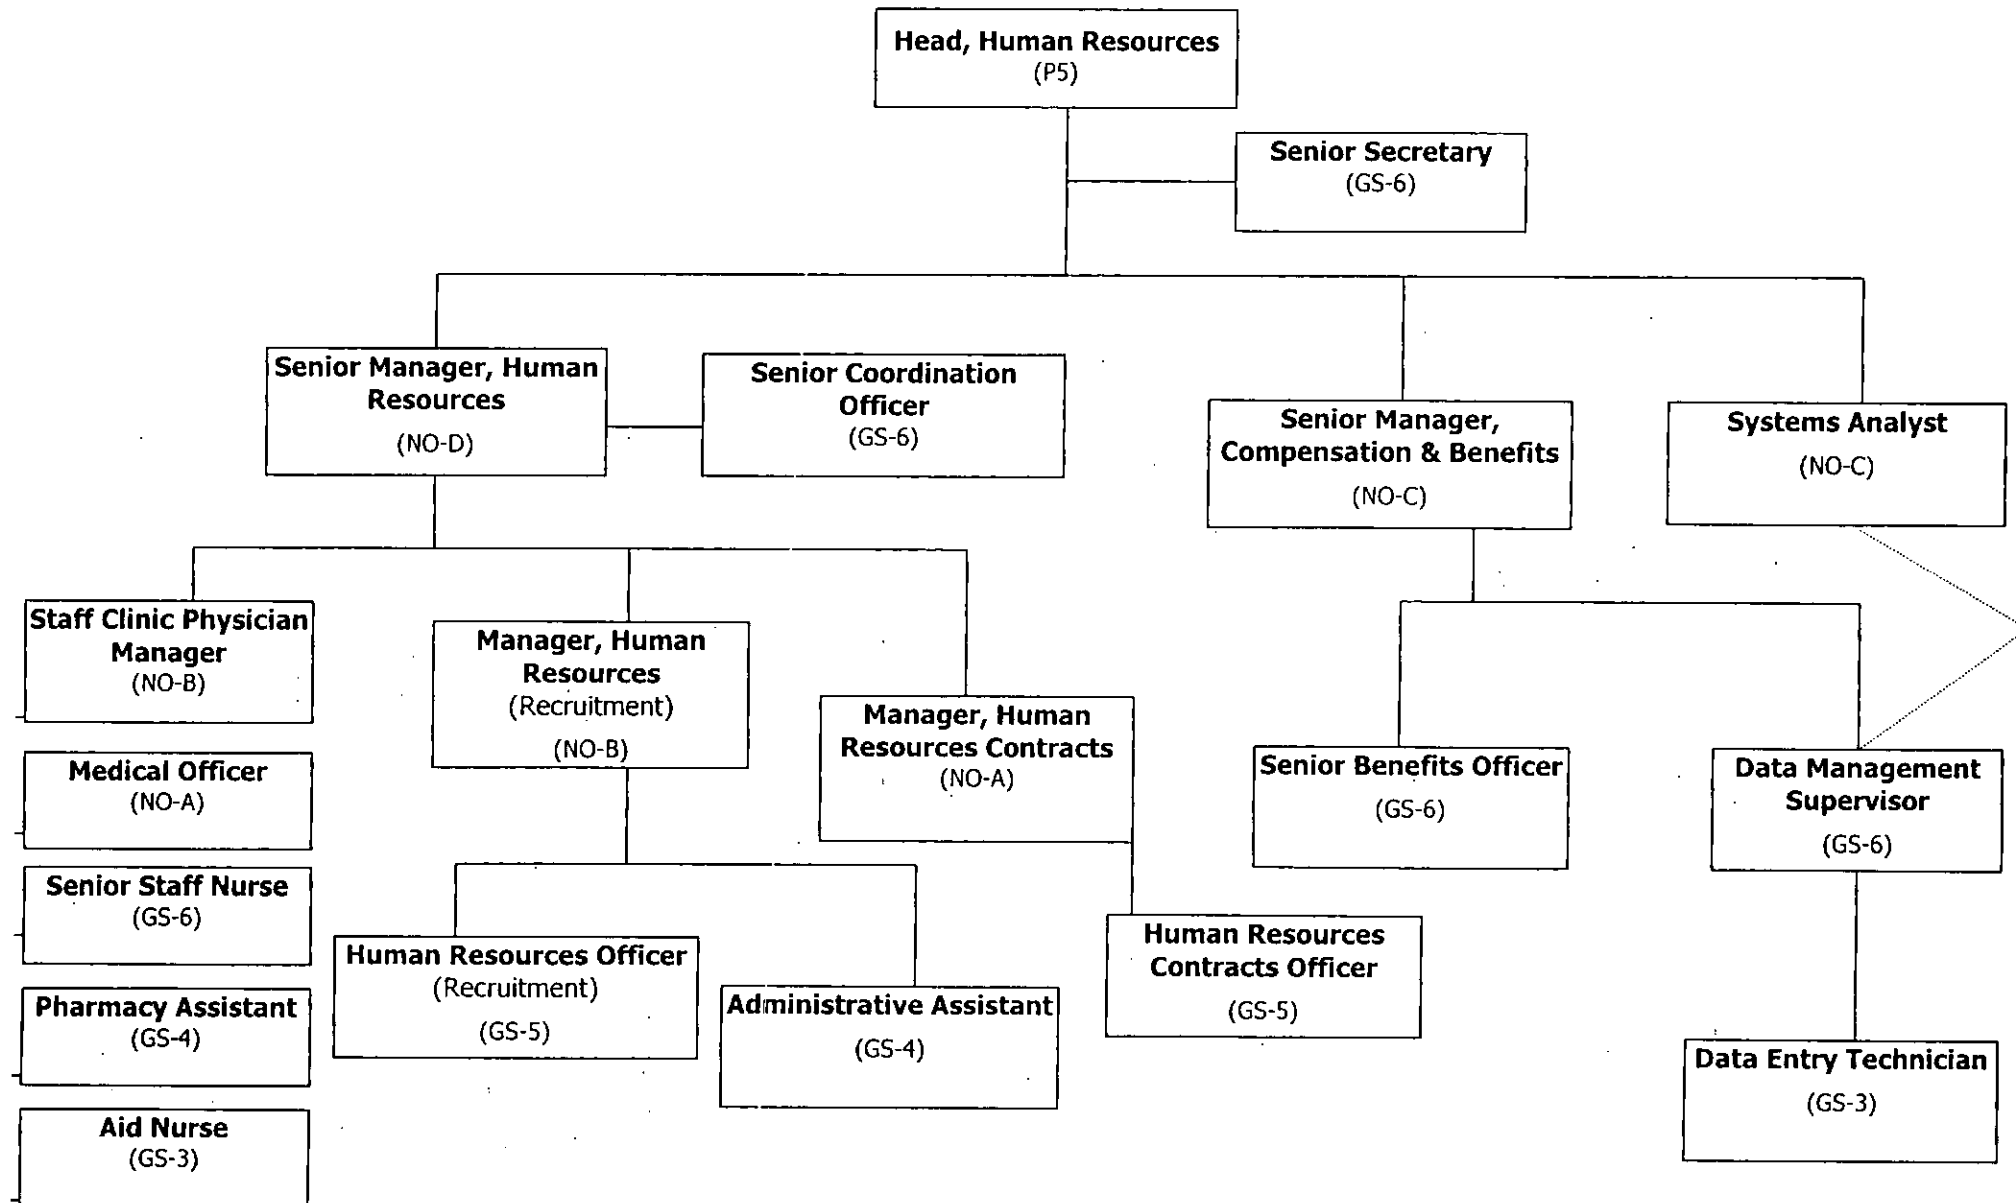 Head, Human Resources
(P5)
Senior Secretary
(GS-6)
Senior Manager, Human
Resources
(NO-D)
Senior Coordination
Officer
(GS-6)
Senior Manager,
Compensation & Benefits
(NO-C)
Systems Analyst
(NO-C)
Staff Clinic Physician
Manager
(NO-B)
Manager, Human
Resources
(Recruitment)
(NO-B)
Manager, Human
Resources Contracts
(NO-A)
Senior Benefits Officer
(GS-6)
Data Management
Supervisor
(GS-6)
Medical Officer
(NO-A)
Senior Staff Nurse
(GS-6)
Human Resources Officer
(Recruitment)
(GS-5)
Administrative Assistant
(GS-4)
Human Resources
Contracts Officer
(GS-5)
Pharmacy Assistant
(GS-4)
Data Entry Technician
(GS-3)
Aid Nurse
(GS-3)